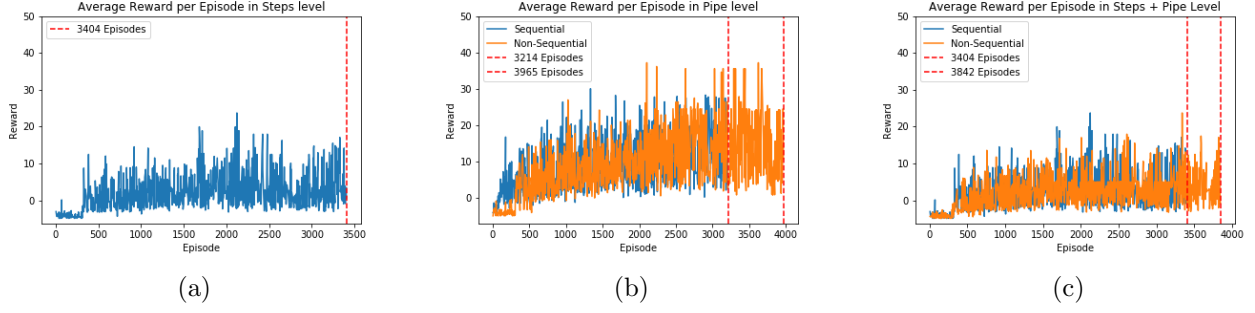 Average Reward per Episode in Steps level
50
40
30
20
10
0
Reward
3404 Episodes
0
500
1000
1500
2000
2500
3000
3500
Episode
(a)
Average Reward per Episode in Pipe level
50
40
30
20
10
0
Reward
Sequential
Non-Sequential
3214 Episodes
3965 Episodes
0
500
1000
1500
2000
2500
3000
3500
4000
Episode
(b)
Average Reward per Episode in Steps + Pipe Level
50
40
30
20
10
0
Reward
Sequential
Non-Sequential
3404 Episodes
3842 Episodes
0
500
1000
1500
2000
2500
3000
3500
4000
Episode
(c)